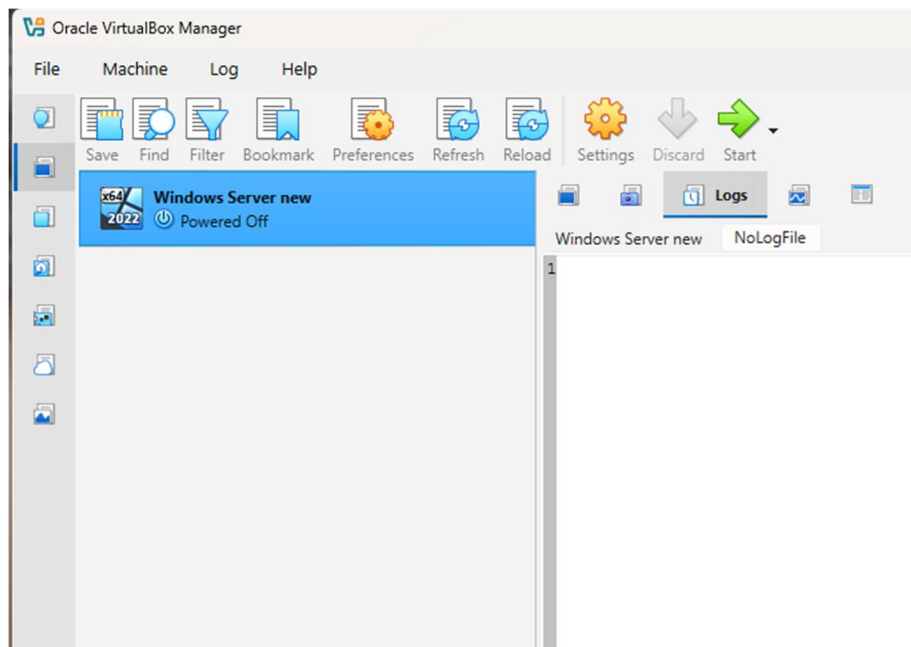 Oracle VirtualBox Manager
File Machine Log Help
Save Find Filter Bookmark Preferences Refresh Reload Settings Discard Start
x64
2022
Windows Server new
Powered Off
Logs
Windows Server new NoLogFile
1